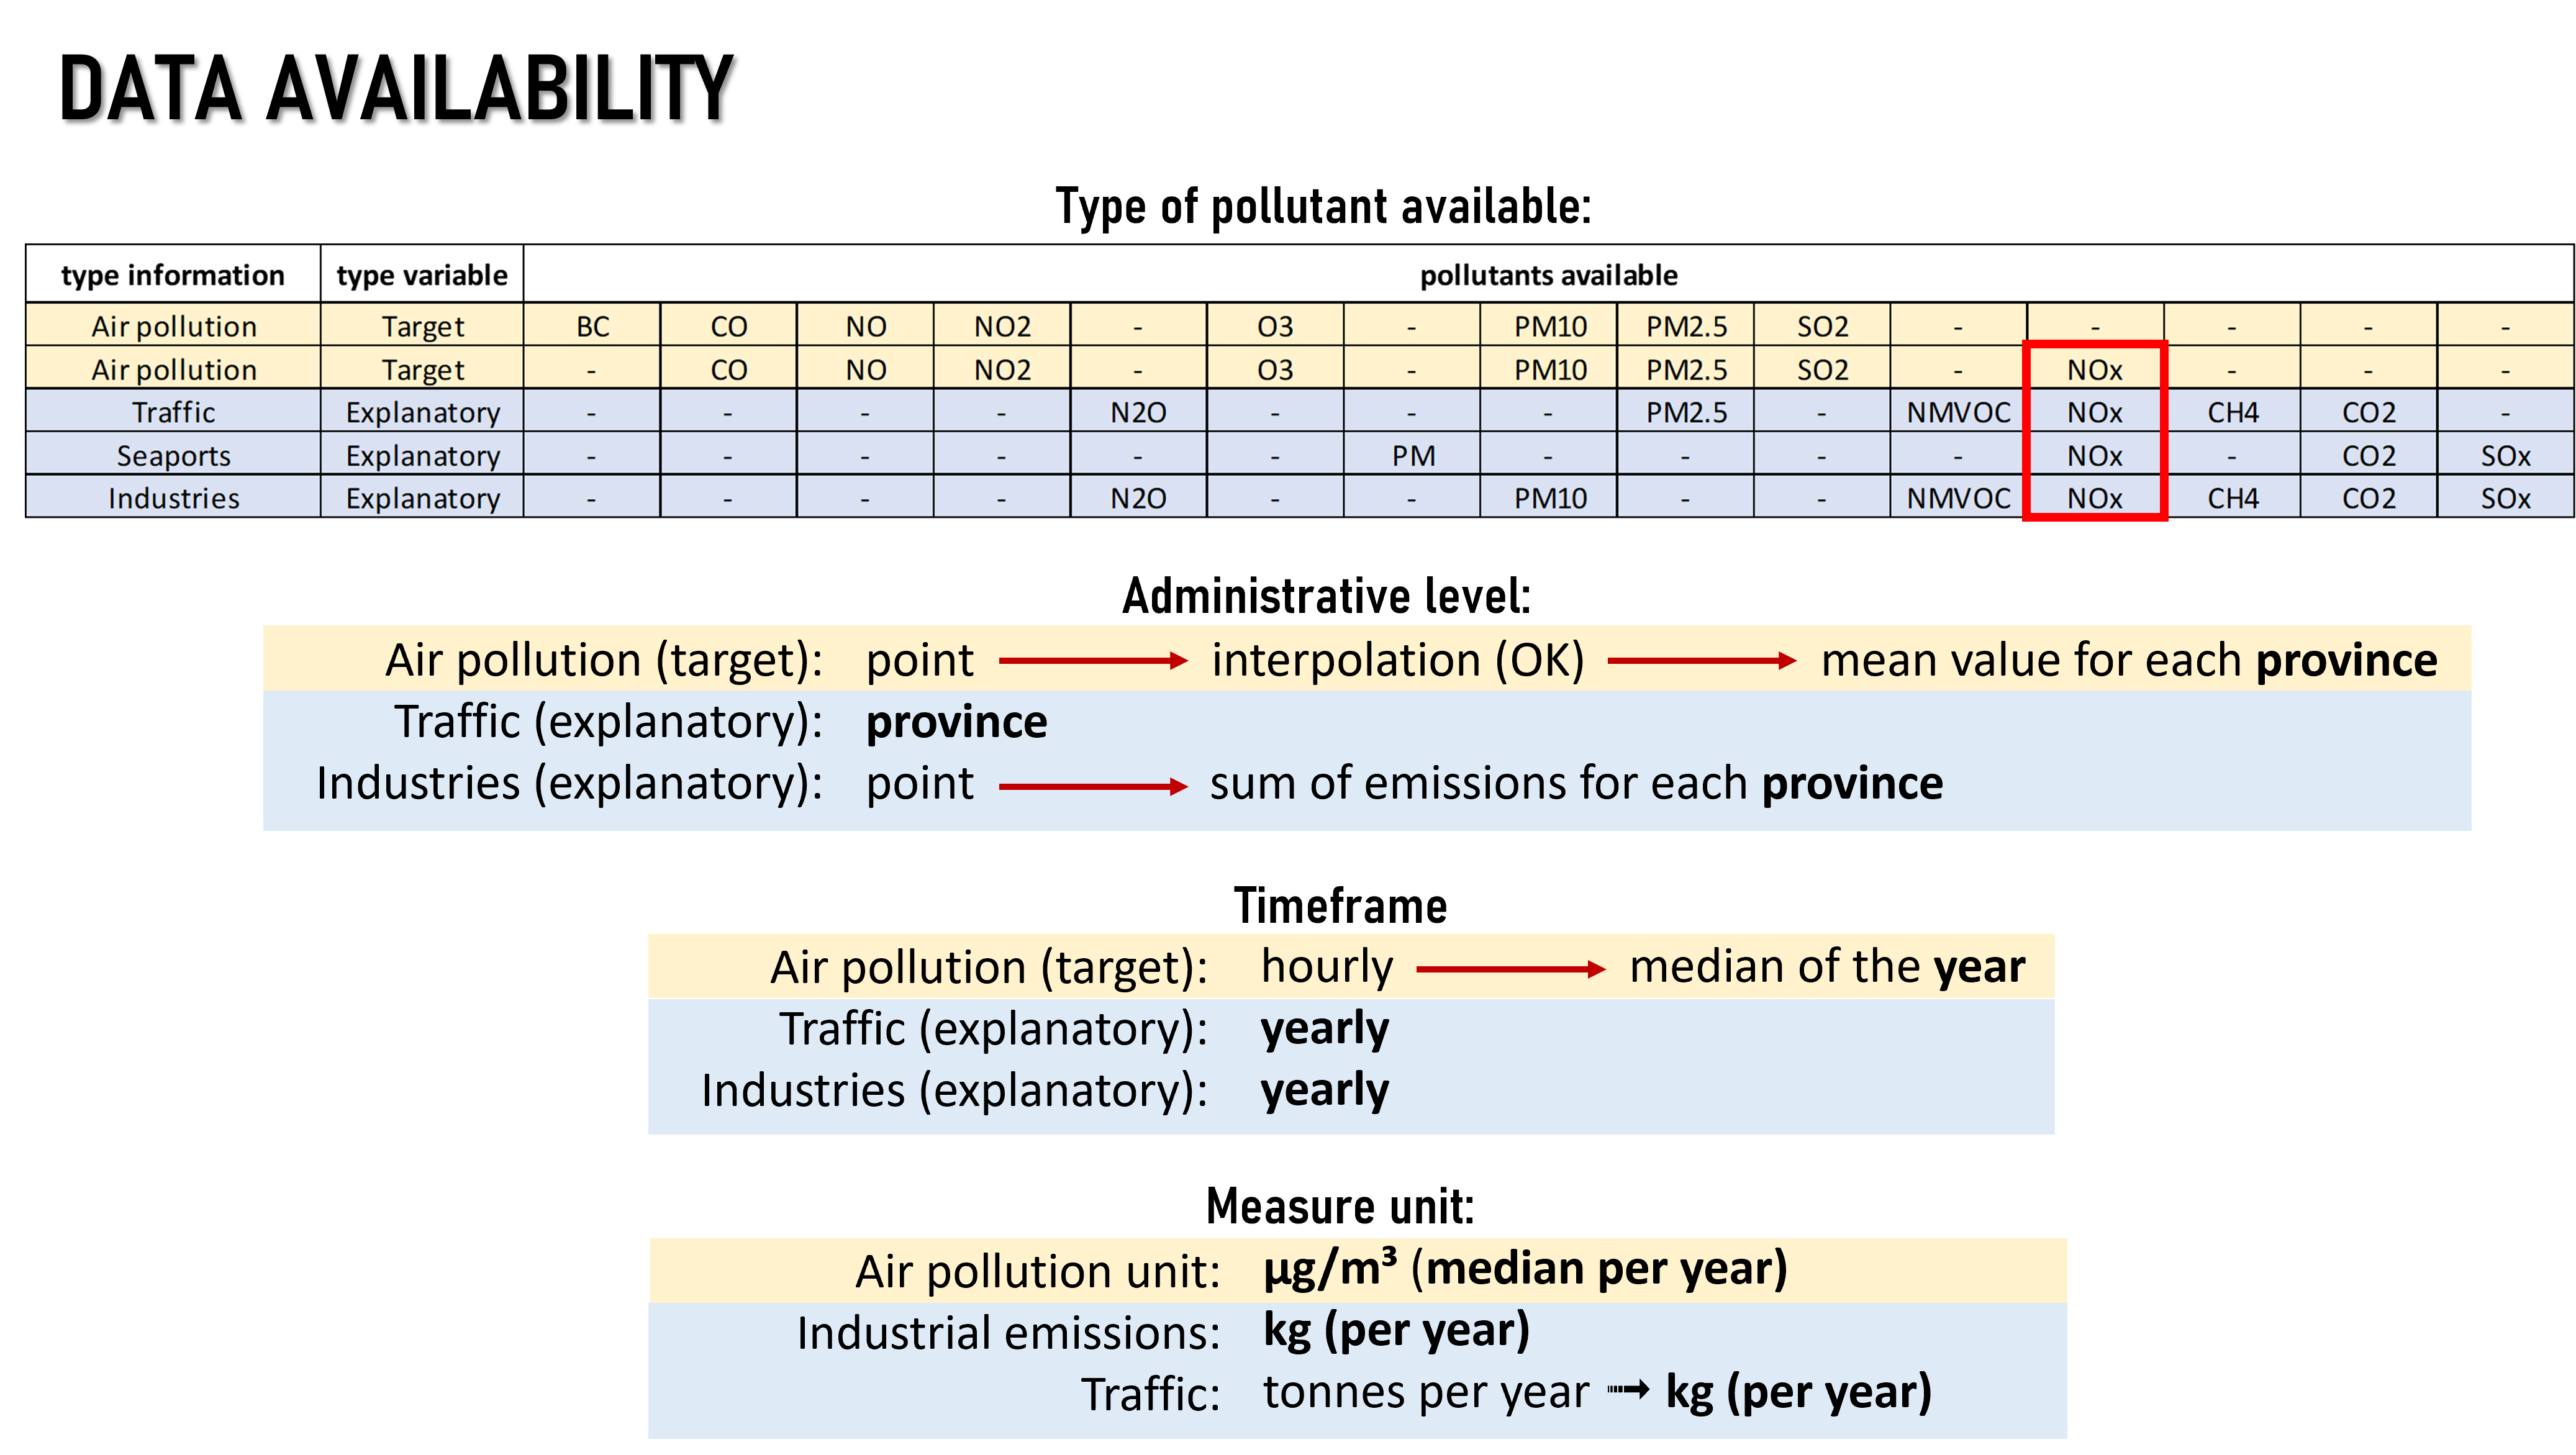 DATA AVAILABILITY
Type of pollutant available:
type information type variable pollutants available
Air pollution Target BC CO NO NO2 - O3 - PM10 PM2.5 SO2 - - - - -
Air pollution Target - CO NO NO2 - O3 - PM10 PM2.5 SO2 - NOx - - -
Traffic Explanatory - - - - N2O - - - PM2.5 - NMVOC NOx CH4 CO2 -
Seaports Explanatory - - - - - - PM - - - - NOx - CO2 SOx
Industries Explanatory - - - - N2O - - PM10 - - NMVOC NOx CH4 CO2 SOx
Administrative level:
Air pollution (target): point → interpolation (OK) → mean value for each province
Traffic (explanatory): province
Industries (explanatory): point → sum of emissions for each province
Timeframe
Air pollution (target): hourly → median of the year
Traffic (explanatory): yearly
Industries (explanatory): yearly
Measure unit:
Air pollution unit: µg/m³ (median per year)
Industrial emissions: kg (per year)
Traffic: tonnes per year ➟ kg (per year)